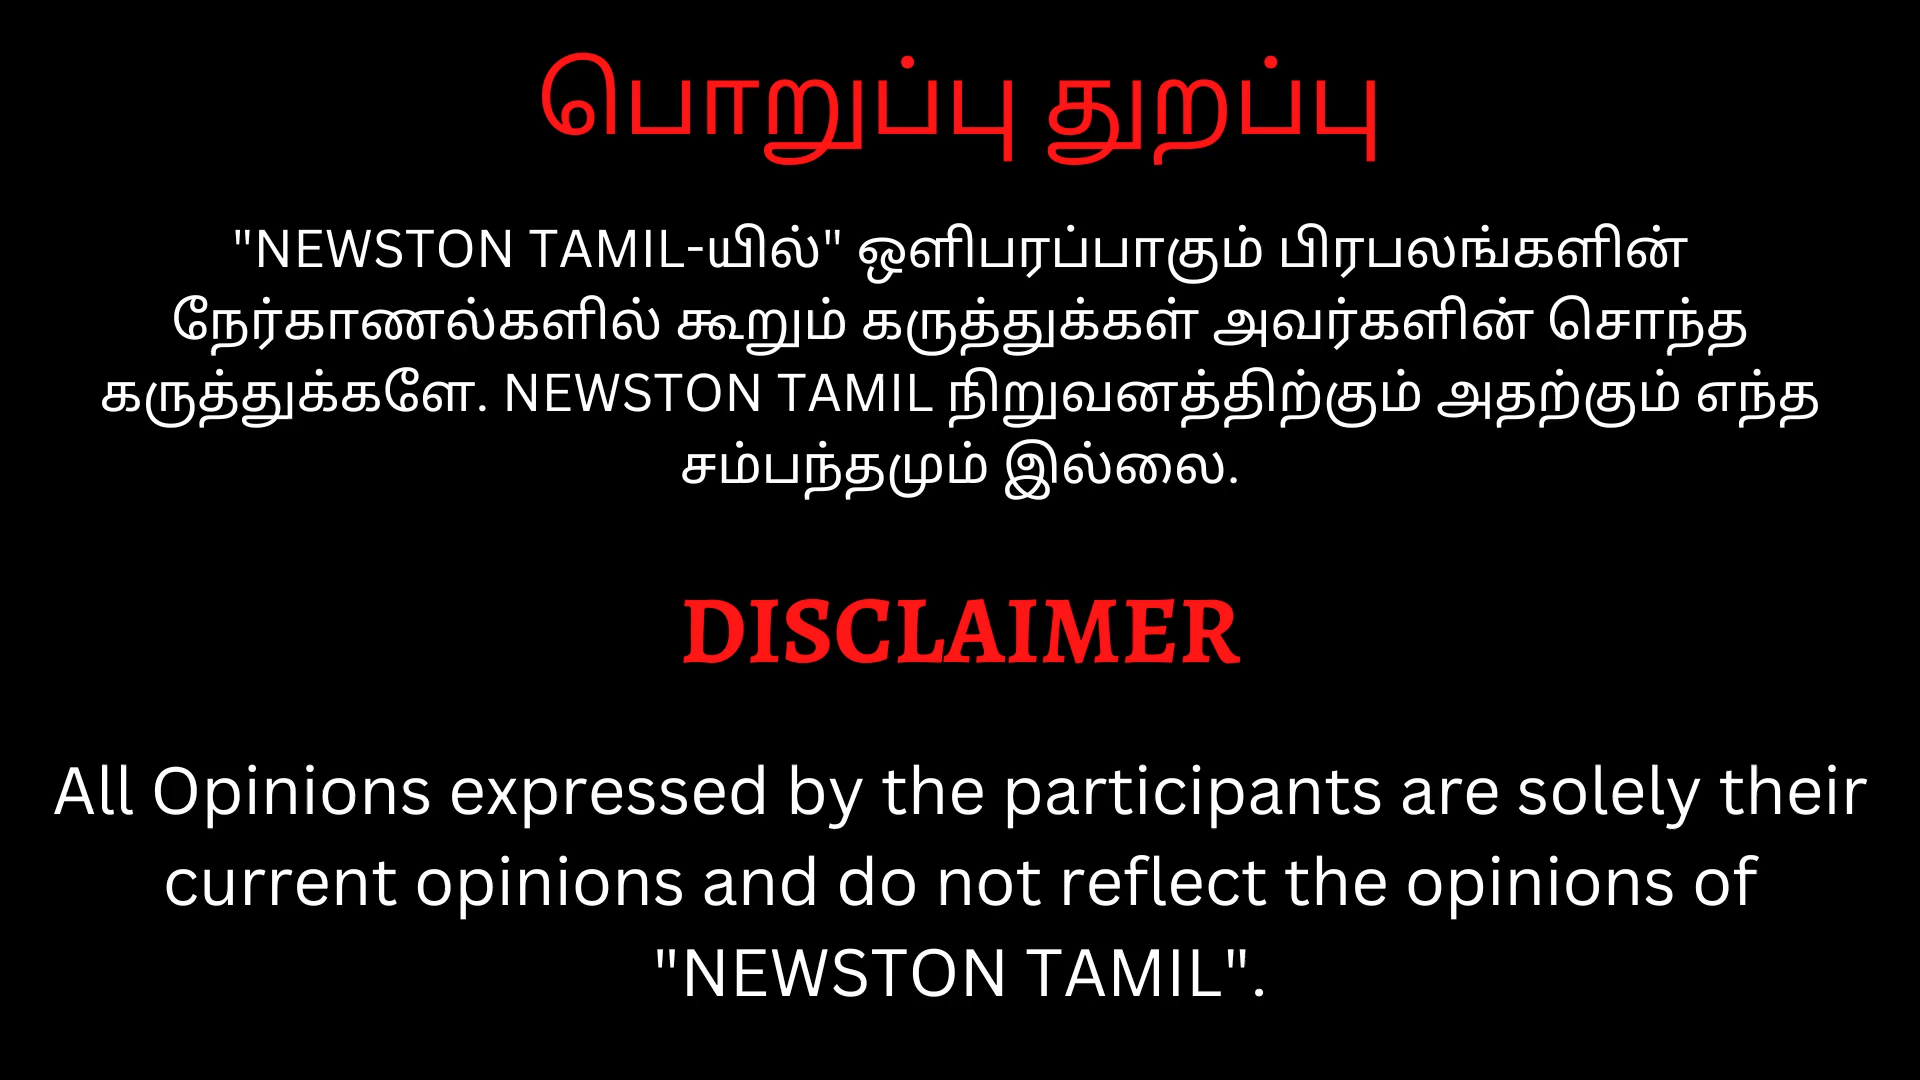 பொறுப்பு துறப்பு
"NEWSTON TAMIL-யில்" ஒளிபரப்பாகும் பிரபலங்களின்
நேர்காணல்களில் கூறும் கருத்துக்கள் அவர்களின் சொந்த
கருத்துக்களே. NEWSTON TAMIL நிறுவனத்திற்கும் அதற்கும் எந்த
சம்பந்தமும் இல்லை.
DISCLAIMER
All Opinions expressed by the participants are solely their
current opinions and do not reflect the opinions of
"NEWSTON TAMIL".